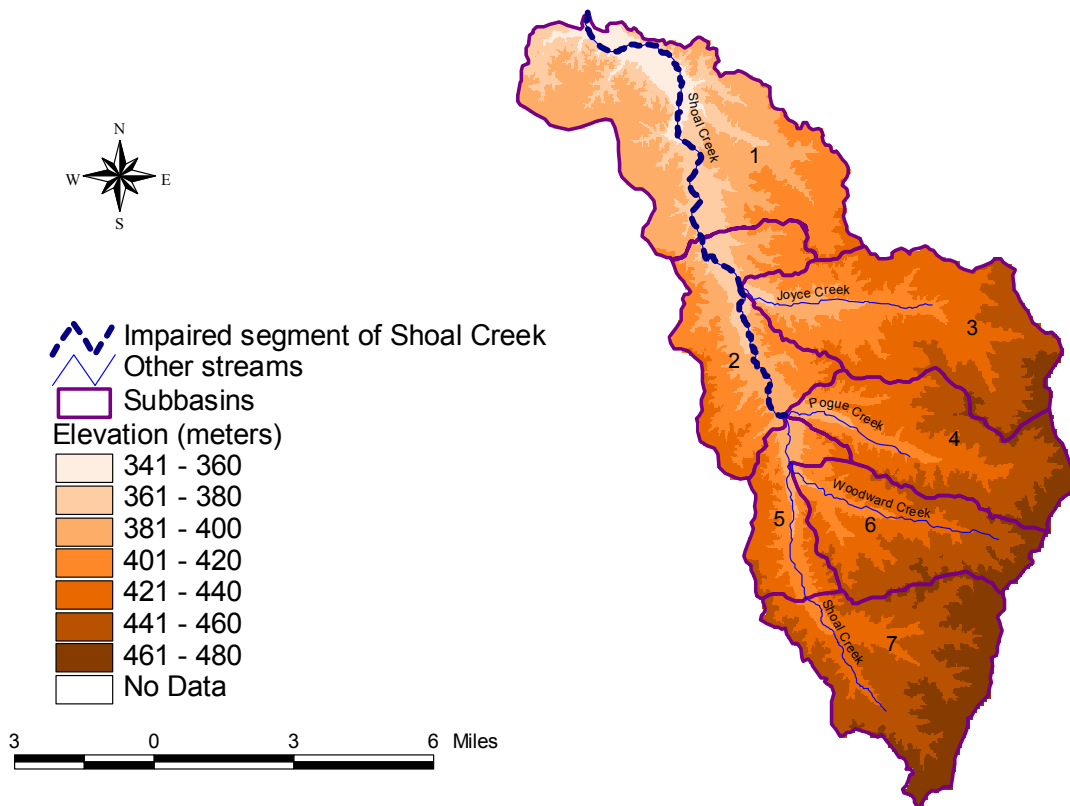 N
W E
S
Impaired segment of Shoal Creek
Other streams
Subbasins
Elevation (meters)
341 - 360
361 - 380
381 - 400
401 - 420
421 - 440
441 - 460
461 - 480
No Data
3 0 3 6 Miles
Shoal Creek
1
Joyce Creek
3
2
Pogue Creek
4
Woodward Creek
5
6
Shoal Creek
7